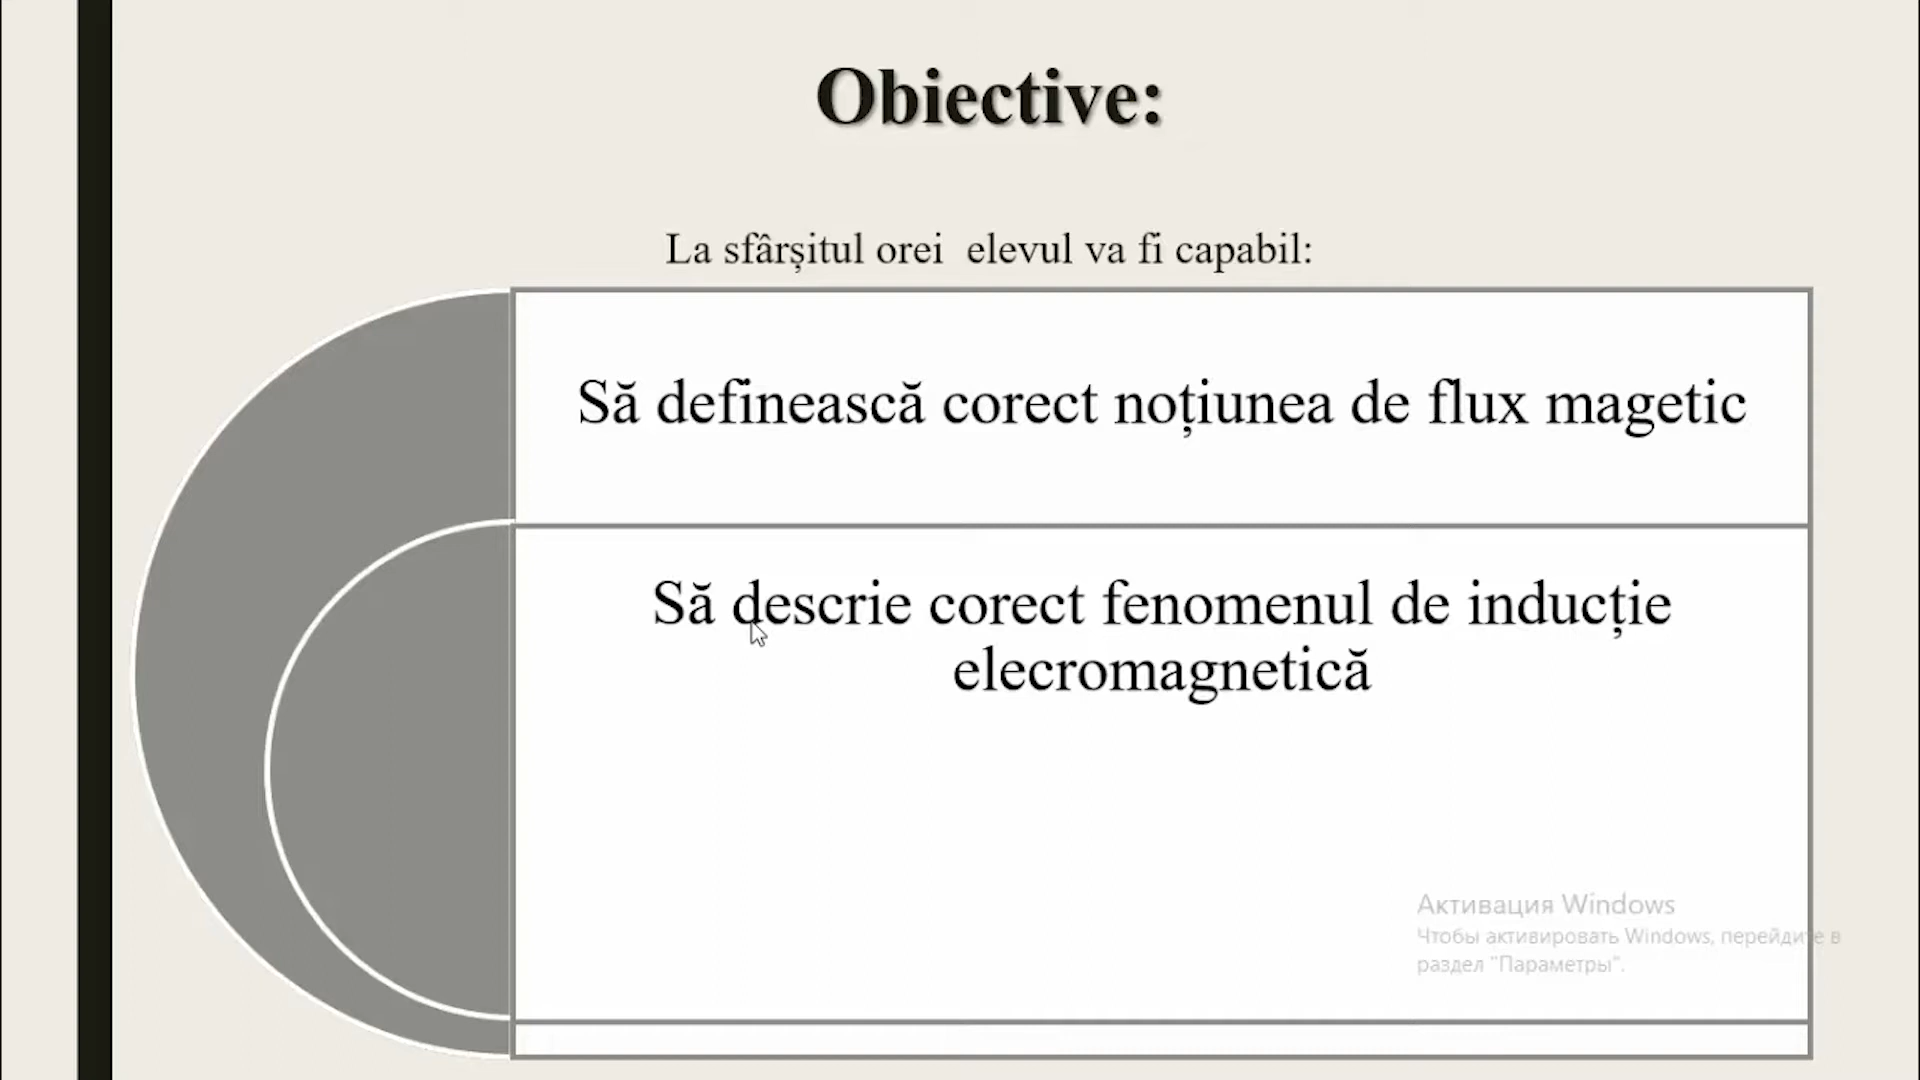 Obiective:
La sfârșitul orei elevul va fi capabil:
Să definească corect noțiunea de flux magetic
Să descrie corect fenomenul de inducție
elecromagnetică
Активация Windows
Чтобы активировать Windows, перейдите в
раздел "Параметры".